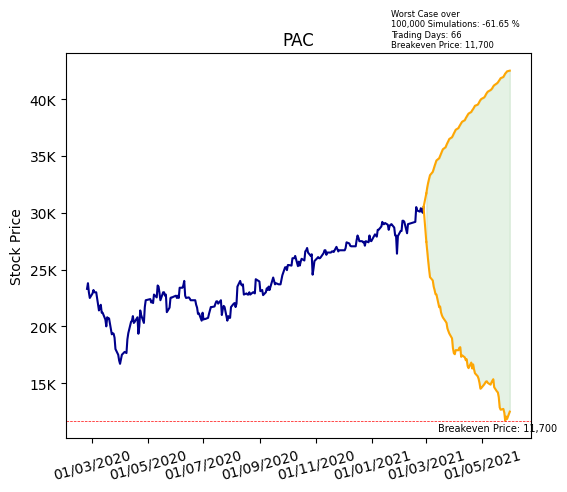 Worst Case over
100,000 Simulations: -61.65 %
Trading Days: 66
Breakeven Price: 11,700
PAC
Stock Price
40K
35K
30K
25K
20K
15K
Breakeven Price: 11,700
01/03/2020
01/05/2020
01/07/2020
01/09/2020
01/11/2020
01/01/2021
01/03/2021
01/05/2021